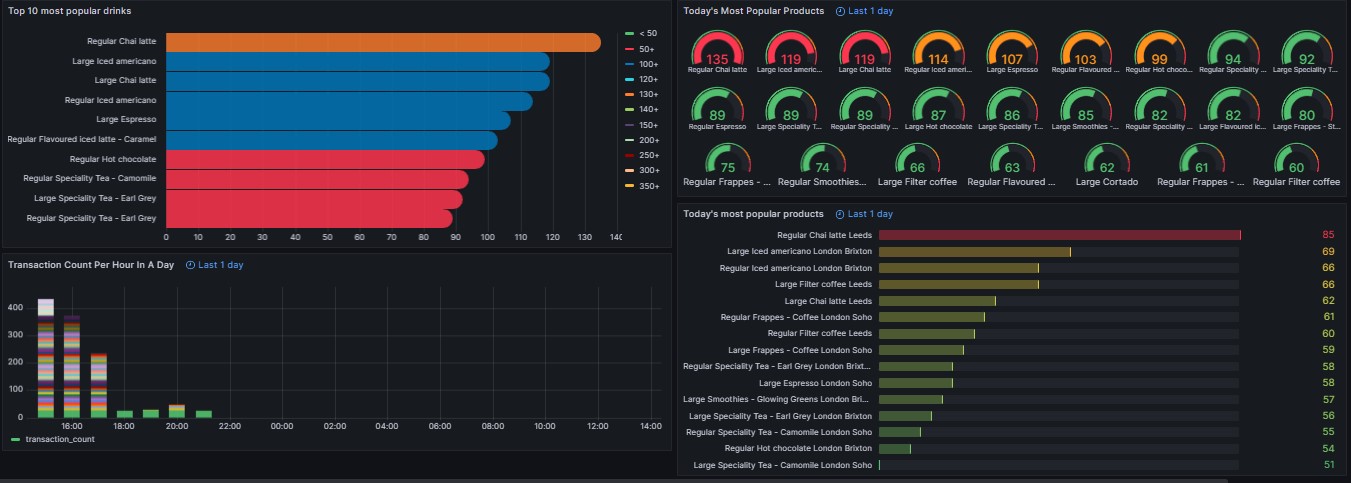 Top 10 most popular drinks
Regular Chai latte
Large Iced americano
Large Chai latte
Regular Iced americano
Large Espresso
Regular Flavoured iced latte - Caramel
Regular Hot chocolate
Regular Speciality Tea - Camomile
Large Speciality Tea - Earl Grey
Regular Speciality Tea - Earl Grey
0 10 20 30 40 50 60 70 80 90 100 110 120 130
< 50
50+
100+
120+
130+
140+
150+
200+
250+
300+
350+
Transaction Count Per Hour In A Day Last 1 day
400
300
200
100
0
16:00 18:00 20:00 22:00 00:00 02:00 04:00 06:00 08:00 10:00 12:00 14:00
transaction_count
Today's Most Popular Products Last 1 day
135 119 119 114 107 103 99 94 92
Regular Chai latte Large Iced americ... Large Chai latte Regular Iced ameri... Large Espresso Regular Flavoured ... Regular Hot choco... Regular Speciality ... Large Speciality T...
89 89 89 87 86 85 82 82 80
Regular Espresso Large Speciality T... Regular Speciality ... Large Hot chocolate Large Speciality T... Large Smoothies -... Regular Speciality ... Large Flavoured ic... Large Frappes - St...
75 74 66 63 62 61 60
Regular Frappes - ... Regular Smoothies... Large Filter coffee Regular Flavoured ... Large Cortado Regular Frappes - ... Regular Filter coffee
Today's most popular products Last 1 day
Regular Chai latte Leeds 85
Large Iced americano London Brixton 69
Regular Iced americano London Brixton 66
Large Filter coffee Leeds 66
Large Chai latte Leeds 62
Regular Frappes - Coffee London Soho 61
Regular Filter coffee Leeds 60
Large Frappes - Coffee London Soho 59
Regular Speciality Tea - Earl Grey London Brixt... 58
Large Espresso London Soho 58
Large Smoothies - Glowing Greens London Bri... 57
Large Speciality Tea - Earl Grey London Brixton 56
Regular Speciality Tea - Camomile London Soho 55
Regular Hot chocolate London Brixton 54
Large Speciality Tea - Camomile London Soho 51